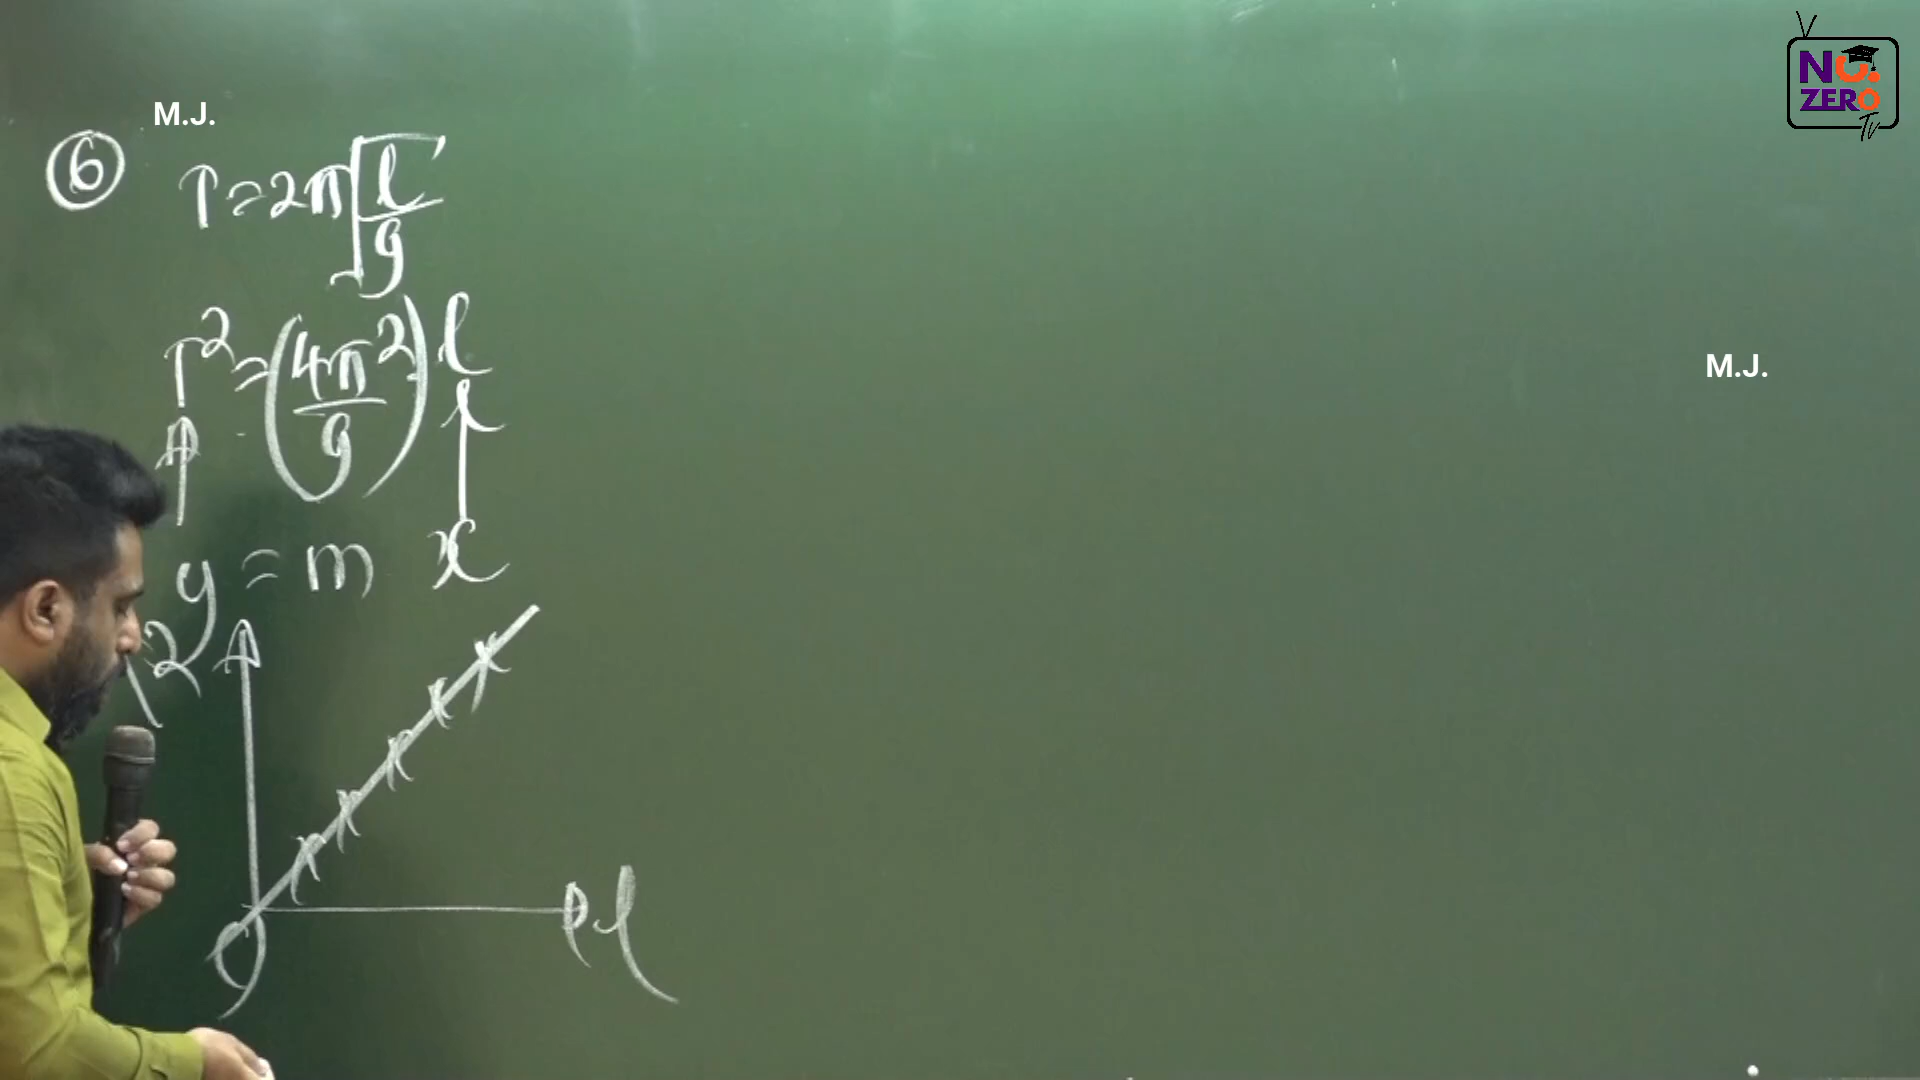 M.J.
NO.
ZERO
Tv
⑥ T=2π√(l/g)
T²=(4π²/g) l
M.J.
y = m x
T²
O
l